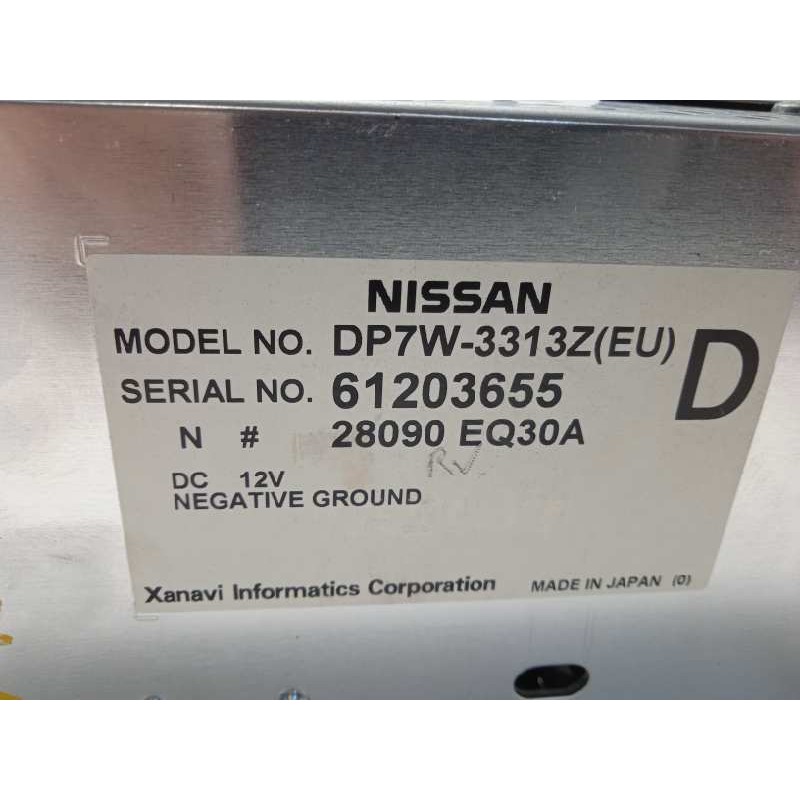 NISSAN
MODEL NO. DP7W-3313Z(EU)
D
SERIAL NO. 61203655
N # 28090 EQ30A
RV
DC 12V
NEGATIVE GROUND
Xanavi Informatics Corporation MADE IN JAPAN (0)